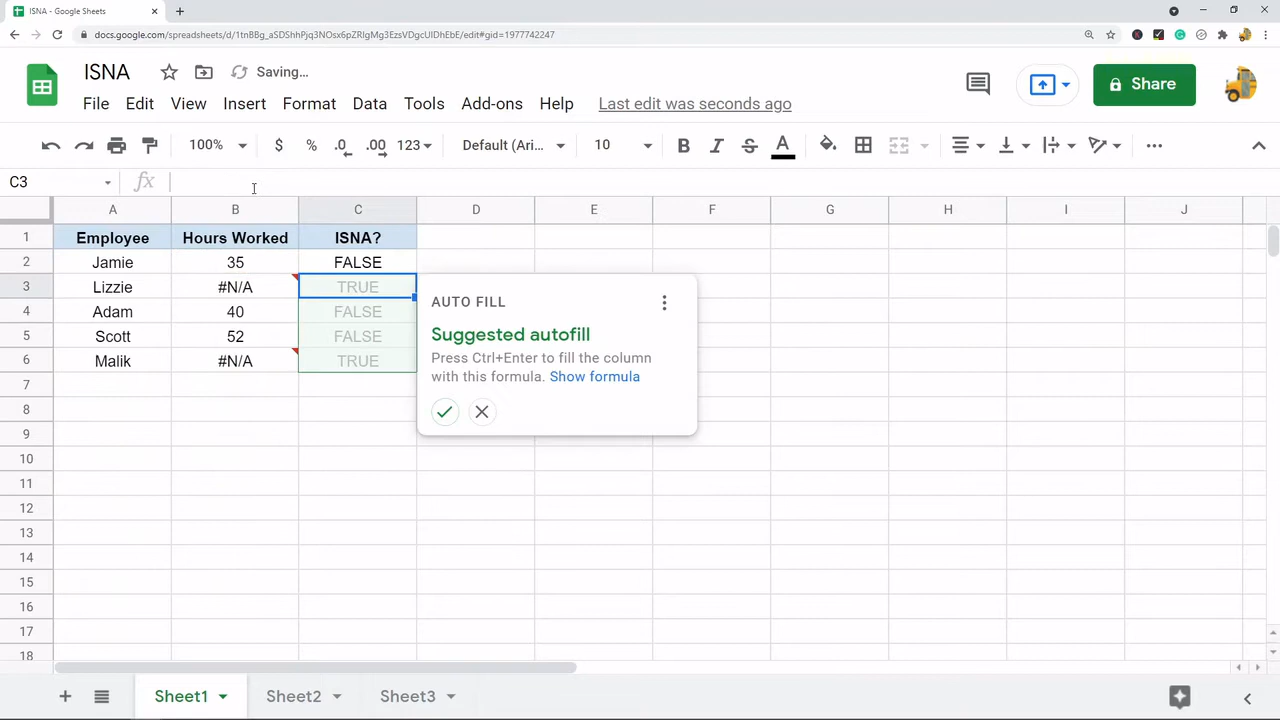 ISNA - Google Sheets
docs.google.com/spreadsheets/d/1tnBBg_aSDShhPjq3NOsx6pZRlgMg3EzsVDgcUIDhEbE/edit#gid=1977742247
ISNA Saving...
File Edit View Insert Format Data Tools Add-ons Help Last edit was seconds ago
Share
100% $ % .0 .00 123 Default (Ari... 10 B I S A
C3 fx
A B C D E F G H I J
1 Employee Hours Worked ISNA?
2 Jamie 35 FALSE
3 Lizzie #N/A TRUE
4 Adam 40 FALSE
5 Scott 52 FALSE
6 Malik #N/A TRUE
AUTO FILL
Suggested autofill
Press Ctrl+Enter to fill the column
with this formula. Show formula
7
8
9
10
11
12
13
14
15
16
17
18
Sheet1 Sheet2 Sheet3